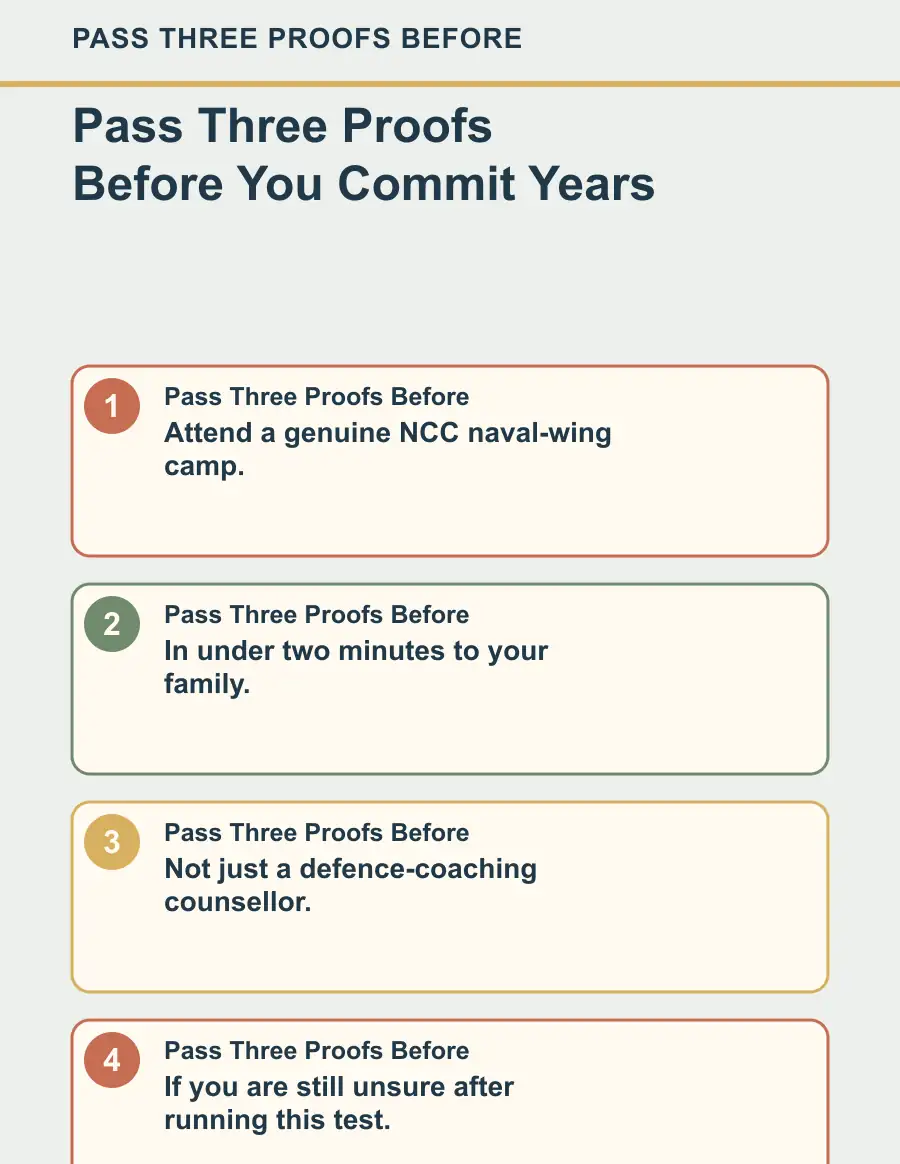 PASS THREE PROOFS BEFORE
Pass Three Proofs
Before You Commit Years
1
Pass Three Proofs Before
Attend a genuine NCC naval-wing
camp.
2
Pass Three Proofs Before
In under two minutes to your
family.
3
Pass Three Proofs Before
Not just a defence-coaching
counsellor.
4
Pass Three Proofs Before
If you are still unsure after
running this test.